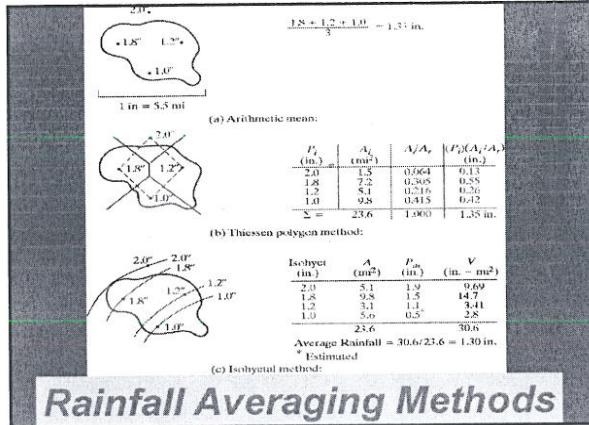 2.0"
1.8" 1.2"
1.0"
1.8 + 1.2 + 1.0 / 3 = 1.33 in.
1 in = 5.5 mi
(a) Arithmetic mean:
2.0"
1.8" 1.2"
1.0"
P_i (in.) A_i (mi²) A_i/A_T (P_i)(A_i/A_T) (in.)
2.0 1.5 0.064 0.13
1.8 7.2 0.305 0.55
1.2 5.1 0.216 0.26
1.0 9.8 0.415 0.42
Σ = 23.6 1.000 1.35 in.
(b) Thiessen polygon method:
2.0" 2.0"
1.8"
1.8" 1.2" 1.2"
1.0"
1.0"
Isohyet (in.) A (mi²) P_av (in.) V (in. – mi²)
2.0 5.1 1.9 9.69
1.8 9.8 1.5 14.7
1.2 3.1 1.1 3.41
1.0 5.6 0.5* 2.8
23.6 30.6
Average Rainfall = 30.6/23.6 = 1.30 in.
* Estimated
(c) Isohyetal method:
Rainfall Averaging Methods